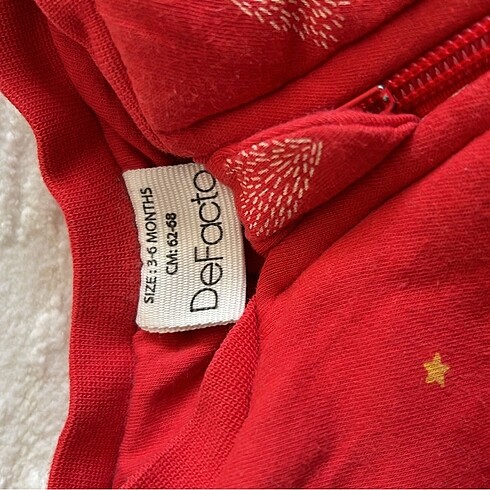 SIZE : 3-6 MONTHS
CM: 62-68
DeFacto